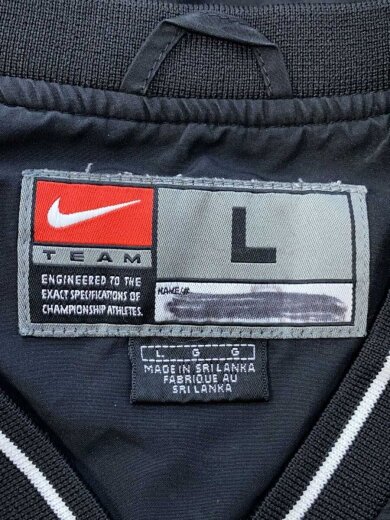 L
TEAM
ENGINEERED TO THE
EXACT SPECIFICATIONS OF
CHAMPIONSHIP ATHLETES.
NAME/#
L G G
MADE IN SRI LANKA
FABRIQUE AU
SRI LANKA